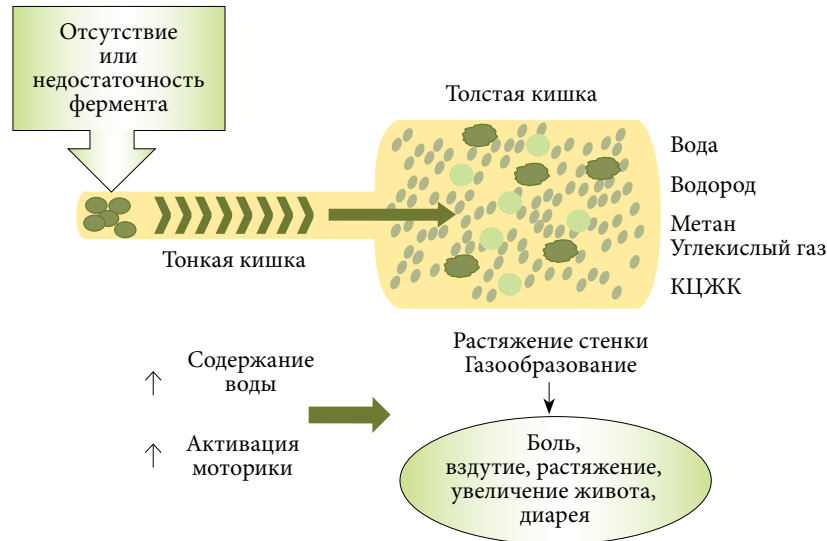 Отсутствие
или
недостаточность
фермента
Толстая кишка
Вода
Водород
Метан
Углекислый газ
КЦЖК
Тонкая кишка
↑ Содержание
воды
↑ Активация
моторики
Растяжение стенки
Газообразование
Боль,
вздутие, растяжение,
увеличение живота,
диарея